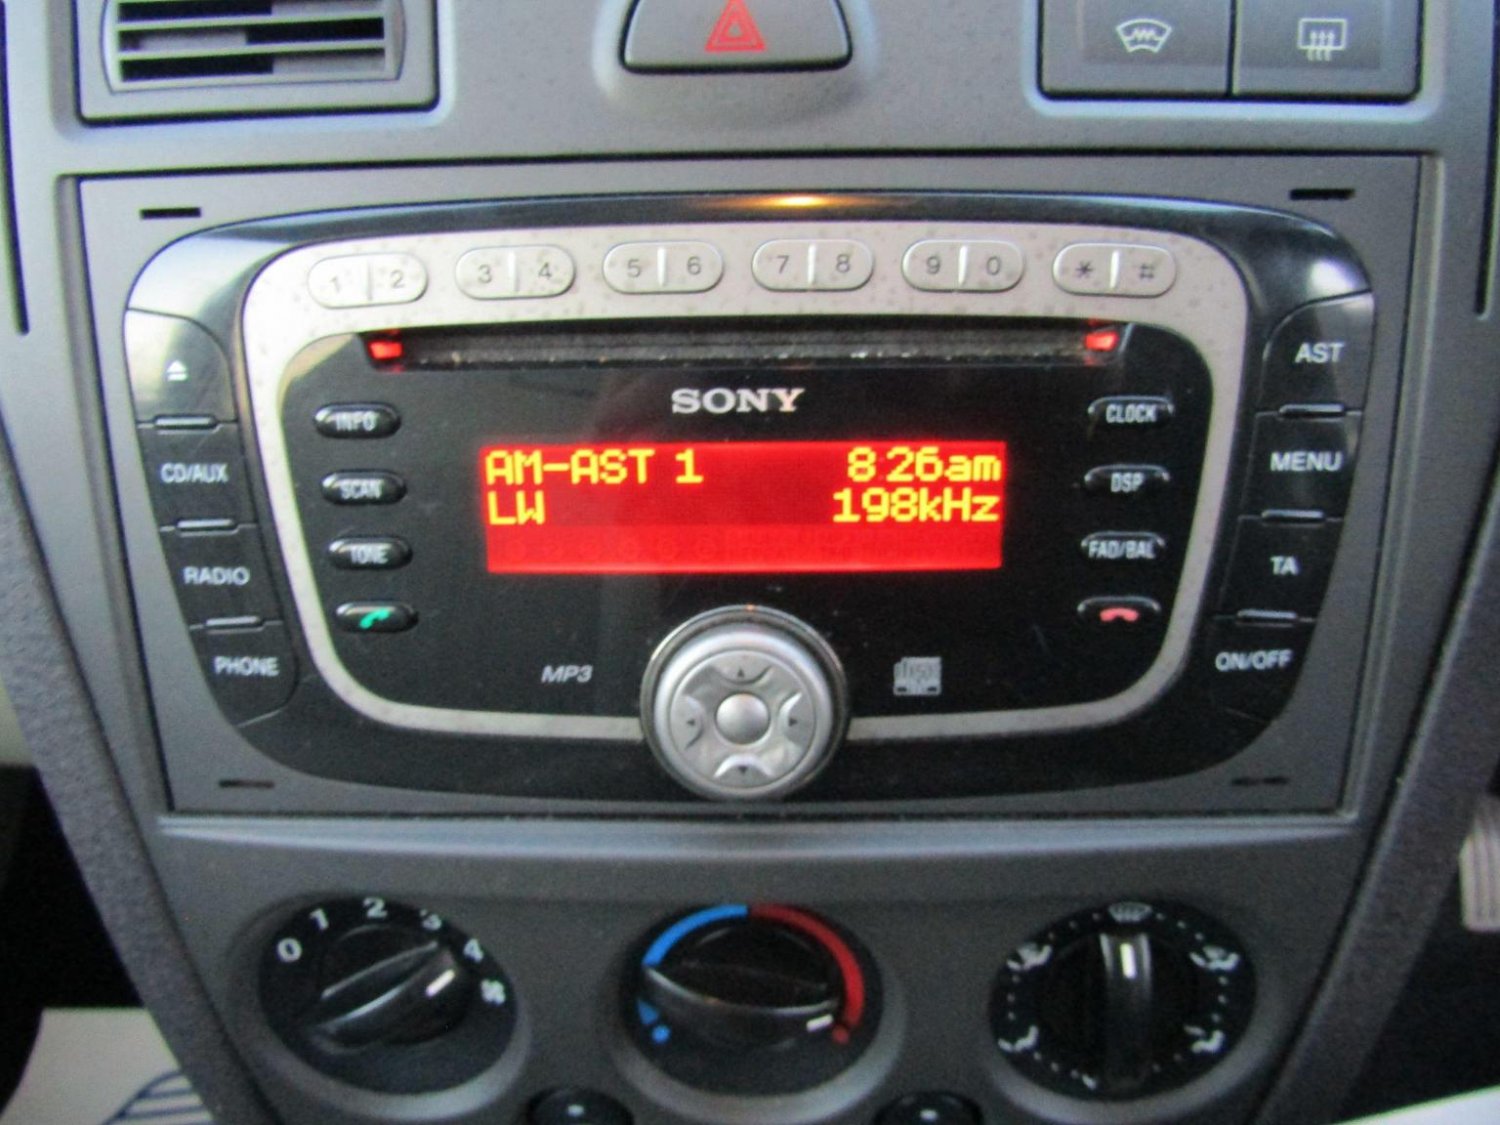 1 2 3 4 5 6 7 8 9 0 * #
AST
SONY
INFO
CLOCK
AM-AST 1 8 26am
CD/AUX
MENU
SCAN
DSP
LW 198kHz
TONE
FAD/BAL
RADIO
TA
PHONE
MP3
ON/OFF
0 1 2 3 4